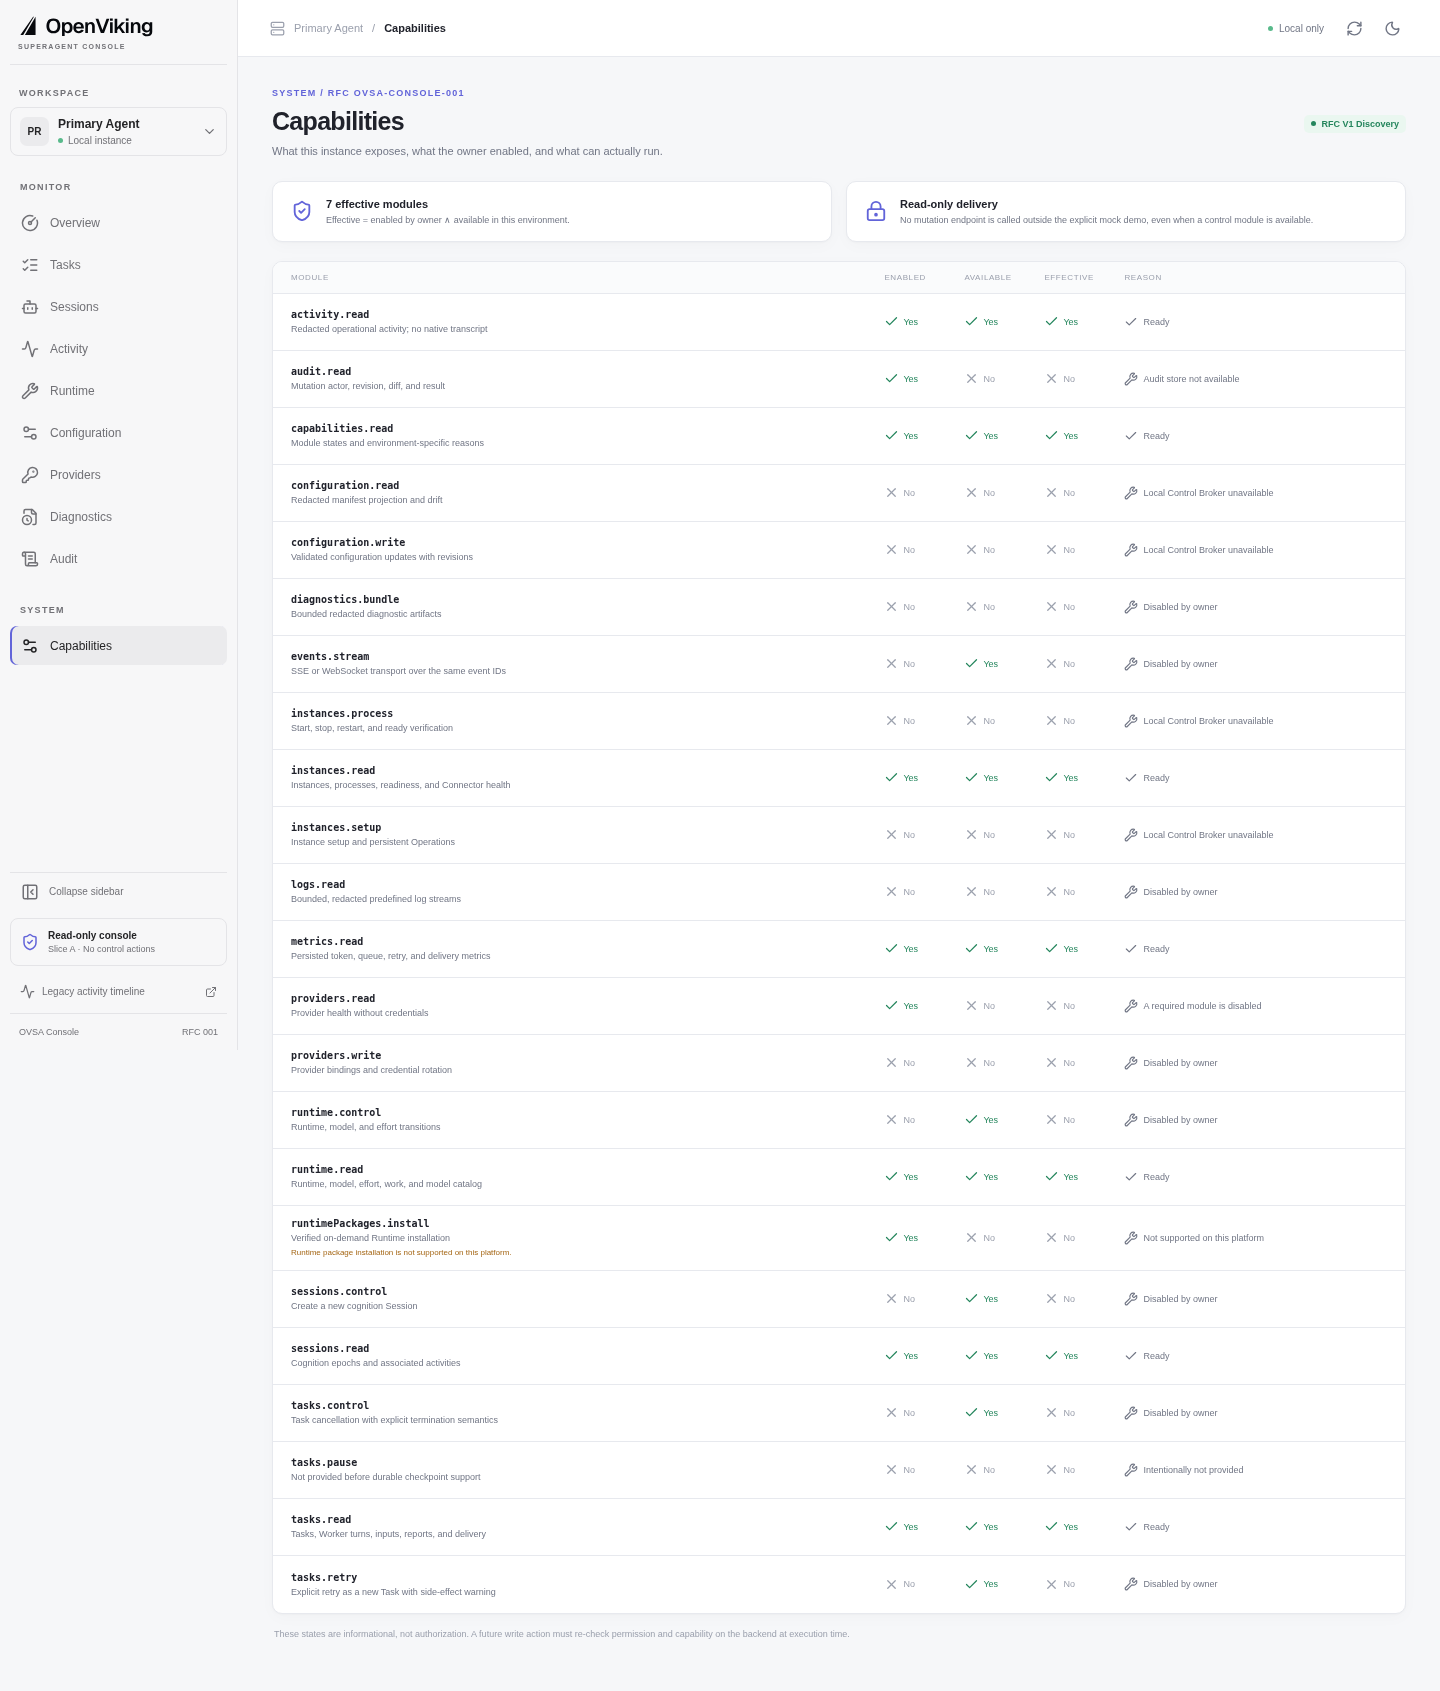 OpenViking
SUPERAGENT CONSOLE
WORKSPACE
PR
Primary Agent
Local instance
MONITOR
Overview
Tasks
Sessions
Activity
Runtime
Configuration
Providers
Diagnostics
Audit
SYSTEM
Capabilities
Collapse sidebar
Read-only console
Slice A · No control actions
Legacy activity timeline
OVSA Console RFC 001
Primary Agent / Capabilities
Local only
SYSTEM / RFC OVSA-CONSOLE-001
Capabilities
RFC V1 Discovery
What this instance exposes, what the owner enabled, and what can actually run.
7 effective modules
Effective = enabled by owner ∧ available in this environment.
Read-only delivery
No mutation endpoint is called outside the explicit mock demo, even when a control module is available.
MODULE ENABLED AVAILABLE EFFECTIVE REASON
activity.read
Redacted operational activity; no native transcript
Yes Yes Yes Ready
audit.read
Mutation actor, revision, diff, and result
Yes No No Audit store not available
capabilities.read
Module states and environment-specific reasons
Yes Yes Yes Ready
configuration.read
Redacted manifest projection and drift
No No No Local Control Broker unavailable
configuration.write
Validated configuration updates with revisions
No No No Local Control Broker unavailable
diagnostics.bundle
Bounded redacted diagnostic artifacts
No No No Disabled by owner
events.stream
SSE or WebSocket transport over the same event IDs
No Yes No Disabled by owner
instances.process
Start, stop, restart, and ready verification
No No No Local Control Broker unavailable
instances.read
Instances, processes, readiness, and Connector health
Yes Yes Yes Ready
instances.setup
Instance setup and persistent Operations
No No No Local Control Broker unavailable
logs.read
Bounded, redacted predefined log streams
No No No Disabled by owner
metrics.read
Persisted token, queue, retry, and delivery metrics
Yes Yes Yes Ready
providers.read
Provider health without credentials
Yes No No A required module is disabled
providers.write
Provider bindings and credential rotation
No No No Disabled by owner
runtime.control
Runtime, model, and effort transitions
No Yes No Disabled by owner
runtime.read
Runtime, model, effort, work, and model catalog
Yes Yes Yes Ready
runtimePackages.install
Verified on-demand Runtime installation
Runtime package installation is not supported on this platform.
Yes No No Not supported on this platform
sessions.control
Create a new cognition Session
No Yes No Disabled by owner
sessions.read
Cognition epochs and associated activities
Yes Yes Yes Ready
tasks.control
Task cancellation with explicit termination semantics
No Yes No Disabled by owner
tasks.pause
Not provided before durable checkpoint support
No No No Intentionally not provided
tasks.read
Tasks, Worker turns, inputs, reports, and delivery
Yes Yes Yes Ready
tasks.retry
Explicit retry as a new Task with side-effect warning
No Yes No Disabled by owner
These states are informational, not authorization. A future write action must re-check permission and capability on the backend at execution time.